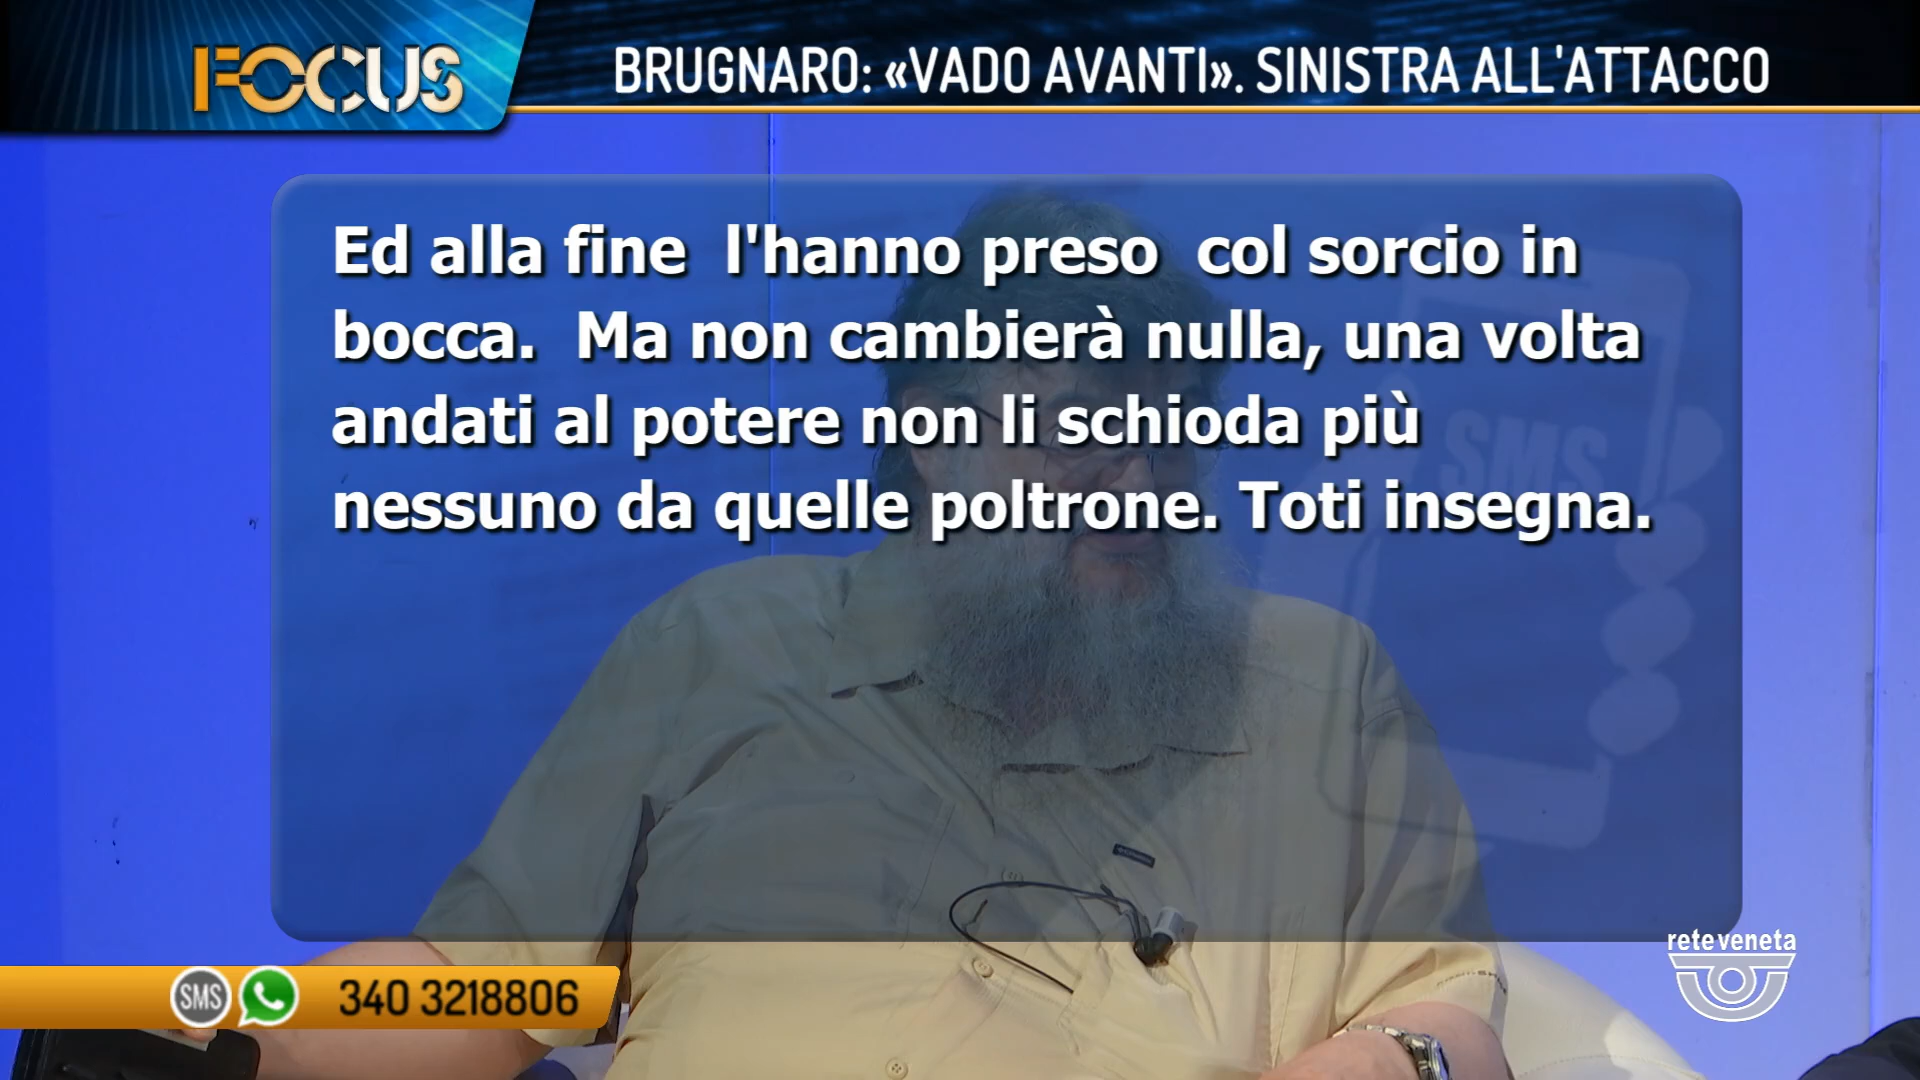 FOCUS
BRUGNARO: «VADO AVANTI». SINISTRA ALL'ATTACCO
Ed alla fine  l'hanno preso  col sorcio in
bocca.  Ma non cambierà nulla, una volta
andati al potere non li schioda più
nessuno da quelle poltrone. Toti insegna.
SMS
SMS 340 3218806
reteveneta